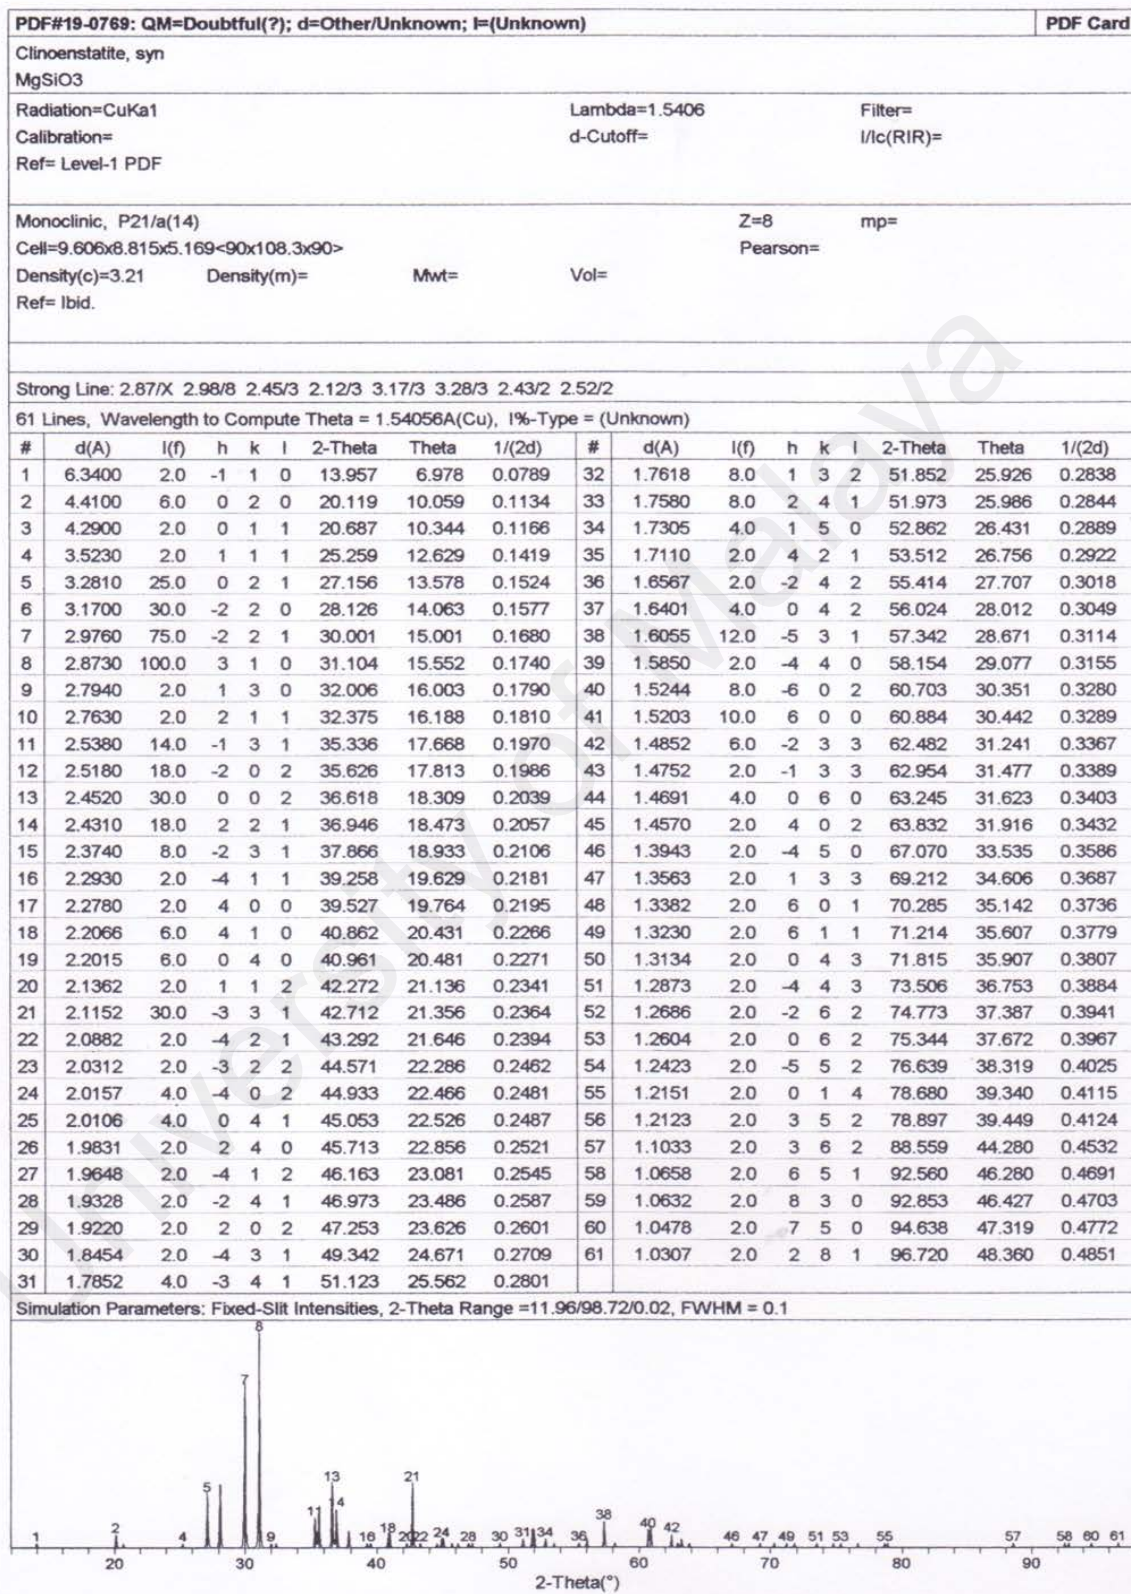 PDF#19-0769: QM=Doubtful(?); d=Other/Unknown; I=(Unknown) PDF Card
Clinoenstatite, syn
MgSiO3
Radiation=CuKa1 Lambda=1.5406 Filter=
Calibration= d-Cutoff= I/Ic(RIR)=
Ref= Level-1 PDF
Monoclinic, P21/a(14) Z=8 mp=
Cell=9.606x8.815x5.169<90x108.3x90> Pearson=
Density(c)=3.21 Density(m)= Mwt= Vol=
Ref= Ibid.
Strong Line: 2.87/X 2.98/8 2.45/3 2.12/3 3.17/3 3.28/3 2.43/2 2.52/2
61 Lines, Wavelength to Compute Theta = 1.54056A(Cu), I%-Type = (Unknown)
# d(A) I(f) h k l 2-Theta Theta 1/(2d) # d(A) I(f) h k l 2-Theta Theta 1/(2d)
1 6.3400 2.0 -1 1 0 13.957 6.978 0.0789 32 1.7618 8.0 1 3 2 51.852 25.926 0.2838
2 4.4100 6.0 0 2 0 20.119 10.059 0.1134 33 1.7580 8.0 2 4 1 51.973 25.986 0.2844
3 4.2900 2.0 0 1 1 20.687 10.344 0.1166 34 1.7305 4.0 1 5 0 52.862 26.431 0.2889
4 3.5230 2.0 1 1 1 25.259 12.629 0.1419 35 1.7110 2.0 4 2 1 53.512 26.756 0.2922
5 3.2810 25.0 0 2 1 27.156 13.578 0.1524 36 1.6567 2.0 -2 4 2 55.414 27.707 0.3018
6 3.1700 30.0 -2 2 0 28.126 14.063 0.1577 37 1.6401 4.0 0 4 2 56.024 28.012 0.3049
7 2.9760 75.0 -2 2 1 30.001 15.001 0.1680 38 1.6055 12.0 -5 3 1 57.342 28.671 0.3114
8 2.8730 100.0 3 1 0 31.104 15.552 0.1740 39 1.5850 2.0 -4 4 0 58.154 29.077 0.3155
9 2.7940 2.0 1 3 0 32.006 16.003 0.1790 40 1.5244 8.0 -6 0 2 60.703 30.351 0.3280
10 2.7630 2.0 2 1 1 32.375 16.188 0.1810 41 1.5203 10.0 6 0 0 60.884 30.442 0.3289
11 2.5380 14.0 -1 3 1 35.336 17.668 0.1970 42 1.4852 6.0 -2 3 3 62.482 31.241 0.3367
12 2.5180 18.0 -2 0 2 35.626 17.813 0.1986 43 1.4752 2.0 -1 3 3 62.954 31.477 0.3389
13 2.4520 30.0 0 0 2 36.618 18.309 0.2039 44 1.4691 4.0 0 6 0 63.245 31.623 0.3403
14 2.4310 18.0 2 2 1 36.946 18.473 0.2057 45 1.4570 2.0 4 0 2 63.832 31.916 0.3432
15 2.3740 8.0 -2 3 1 37.866 18.933 0.2106 46 1.3943 2.0 -4 5 0 67.070 33.535 0.3586
16 2.2930 2.0 -4 1 1 39.258 19.629 0.2181 47 1.3563 2.0 1 3 3 69.212 34.606 0.3687
17 2.2780 2.0 4 0 0 39.527 19.764 0.2195 48 1.3382 2.0 6 0 1 70.285 35.142 0.3736
18 2.2066 6.0 4 1 0 40.862 20.431 0.2266 49 1.3230 2.0 6 1 1 71.214 35.607 0.3779
19 2.2015 6.0 0 4 0 40.961 20.481 0.2271 50 1.3134 2.0 0 4 3 71.815 35.907 0.3807
20 2.1362 2.0 1 1 2 42.272 21.136 0.2341 51 1.2873 2.0 -4 4 3 73.506 36.753 0.3884
21 2.1152 30.0 -3 3 1 42.712 21.356 0.2364 52 1.2686 2.0 -2 6 2 74.773 37.387 0.3941
22 2.0882 2.0 -4 2 1 43.292 21.646 0.2394 53 1.2604 2.0 0 6 2 75.344 37.672 0.3967
23 2.0312 2.0 -3 2 2 44.571 22.286 0.2462 54 1.2423 2.0 -5 5 2 76.639 38.319 0.4025
24 2.0157 4.0 -4 0 2 44.933 22.466 0.2481 55 1.2151 2.0 0 1 4 78.680 39.340 0.4115
25 2.0106 4.0 0 4 1 45.053 22.526 0.2487 56 1.2123 2.0 3 5 2 78.897 39.449 0.4124
26 1.9831 2.0 2 4 0 45.713 22.856 0.2521 57 1.1033 2.0 3 6 2 88.559 44.280 0.4532
27 1.9648 2.0 -4 1 2 46.163 23.081 0.2545 58 1.0658 2.0 6 5 1 92.560 46.280 0.4691
28 1.9328 2.0 -2 4 1 46.973 23.486 0.2587 59 1.0632 2.0 8 3 0 92.853 46.427 0.4703
29 1.9220 2.0 2 0 2 47.253 23.626 0.2601 60 1.0478 2.0 7 5 0 94.638 47.319 0.4772
30 1.8454 2.0 -4 3 1 49.342 24.671 0.2709 61 1.0307 2.0 2 8 1 96.720 48.360 0.4851
31 1.7852 4.0 -3 4 1 51.123 25.562 0.2801
Simulation Parameters: Fixed-Slit Intensities, 2-Theta Range =11.96/98.72/0.02, FWHM = 0.1
8
7
13
21
5
11 14
38
2 18 24 31 34 40 42
1 4 9 16 20 22 28 30 36 46 47 49 51 53 55 57 58 60 61
20 30 40 50 60 70 80 90
2-Theta(°)
University of Malaya